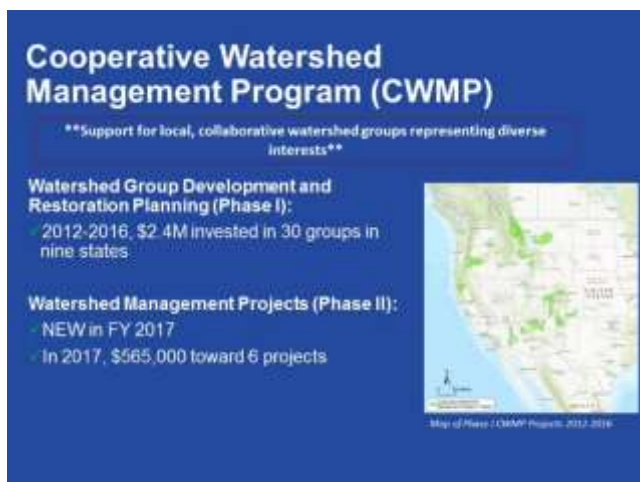 Cooperative Watershed
Management Program (CWMP)
**Support for local, collaborative watershed groups representing diverse
interests**
Watershed Group Development and
Restoration Planning (Phase I):
2012-2016, $2.4M invested in 30 groups in
nine states
Watershed Management Projects (Phase II):
NEW in FY 2017
In 2017, $565,000 toward 6 projects
Map of Phase I CWMP Projects 2012-2016